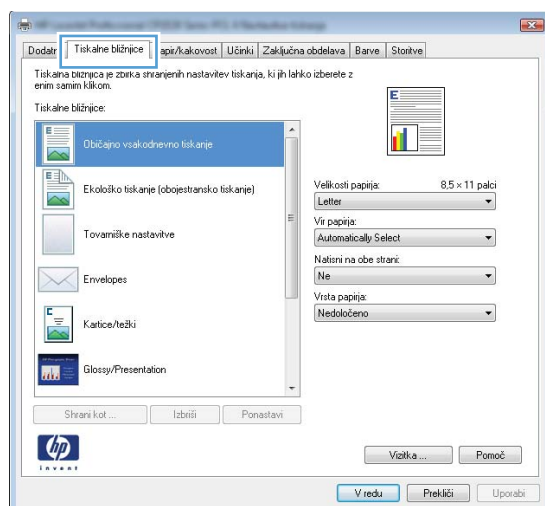 Dodatr
Tiskalne bližnjice
apir/kakovost
Učinki
Zaključna obdelava
Barve
Storitve
Tiskalna bližnjica je zbirka shranjenih nastavitev tiskanja, ki jih lahko izberete z
enim samim klikom.
Tiskalne bližnjice:
Običajno vsakodnevno tiskanje
Ekološko tiskanje (obojestransko tiskanje)
Tovarniške nastavitve
Envelopes
Kartice/težki
Glossy/Presentation
Shrani kot ...
Izbriši
Ponastavi
E
Velikosti papirja:
8,5 × 11 palci
Letter
Vir papirja:
Automatically Select
Natisni na obe strani:
Ne
Vrsta papirja:
Nedoločeno
hp
invent
Vizitka ...
Pomoč
V redu
Prekliči
Uporabi